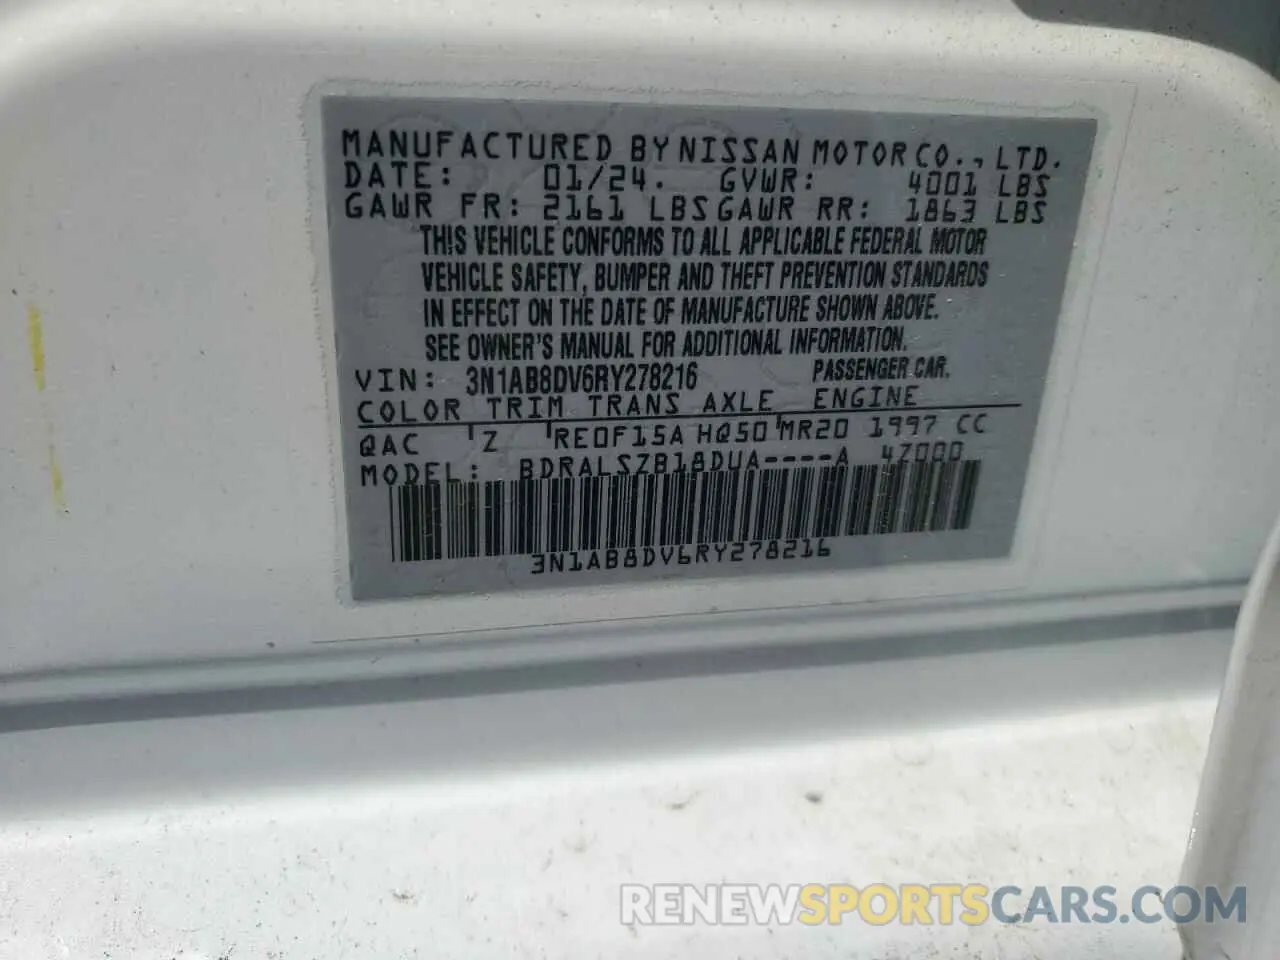 MANUFACTURED BY NISSAN MOTOR CO., LTD.
DATE: 01/24. GVWR: 4001 LBS
GAWR FR: 2161 LBS GAWR RR: 1863 LBS
THIS VEHICLE CONFORMS TO ALL APPLICABLE FEDERAL MOTOR
VEHICLE SAFETY, BUMPER AND THEFT PREVENTION STANDARDS
IN EFFECT ON THE DATE OF MANUFACTURE SHOWN ABOVE.
SEE OWNER'S MANUAL FOR ADDITIONAL INFORMATION.
VIN: 3N1AB8DV6RY278216 PASSENGER CAR.
COLOR TRIM TRANS AXLE ENGINE
QAC Z RE0F15A HQ50 MR20 1997 CC
MODEL: BDRALSZB18DUA----A 47000
3N1AB8DV6RY278216
RENEWSPORTSCARS.COM